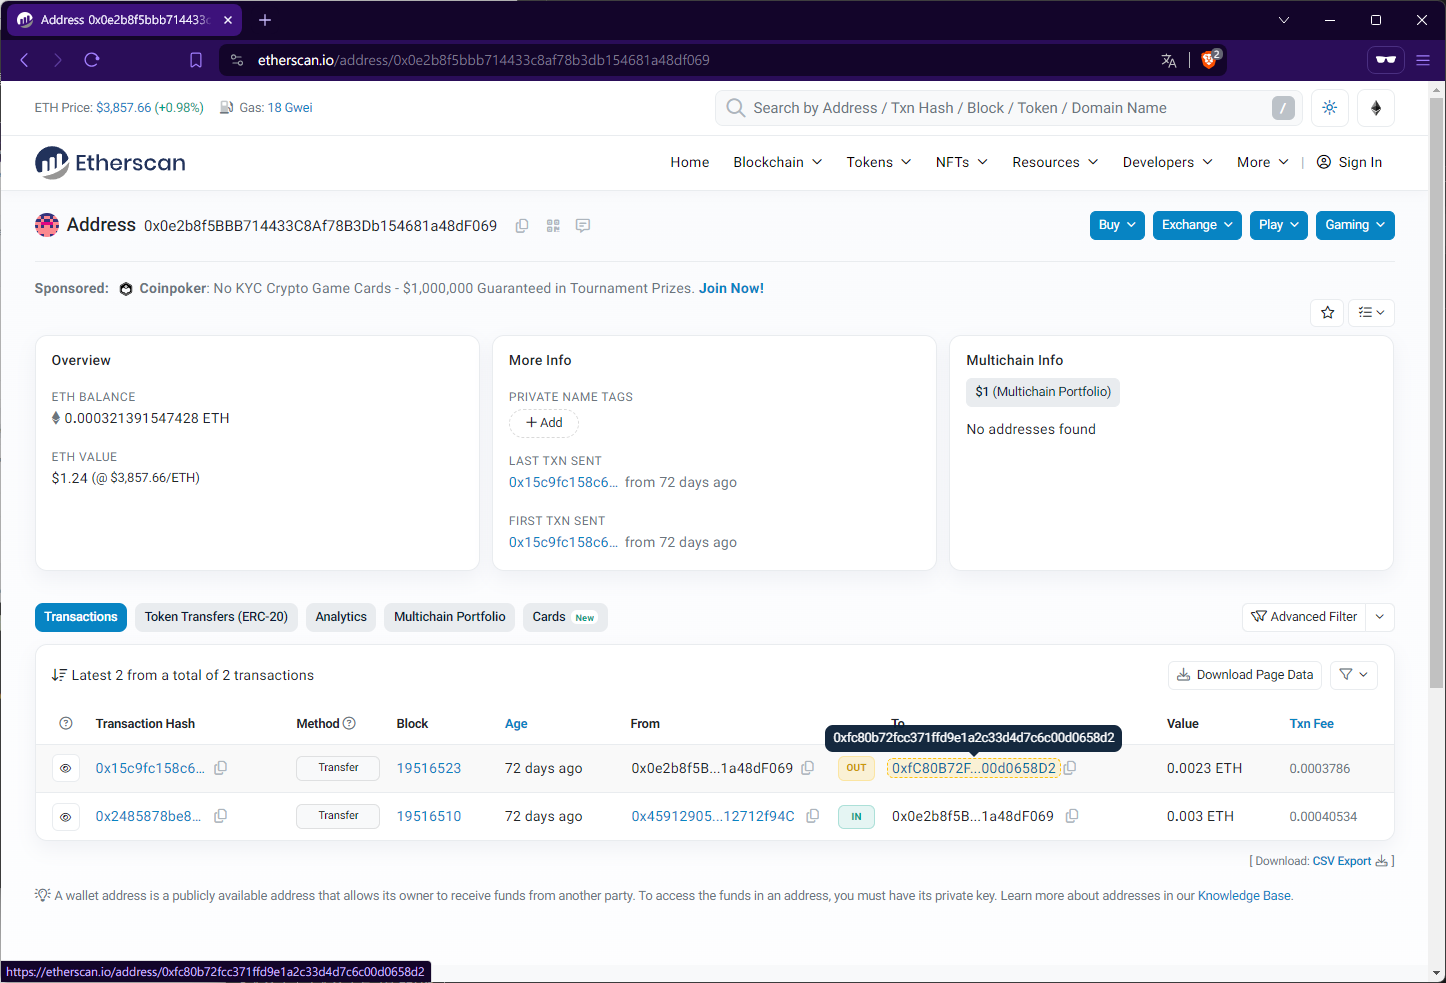 Address 0x0e2b8f5bbb714433c
etherscan.io/address/0x0e2b8f5bbb714433c8af78b3db154681a48df069
2
ETH Price: $3,857.66 (+0.98%) Gas: 18 Gwei
Search by Address / Txn Hash / Block / Token / Domain Name /
Etherscan
Home Blockchain Tokens NFTs Resources Developers More | Sign In
Address 0x0e2b8f5BBB714433C8Af78B3Db154681a48dF069
Buy Exchange Play Gaming
Sponsored: Coinpoker: No KYC Crypto Game Cards - $1,000,000 Guaranteed in Tournament Prizes. Join Now!
Overview
ETH BALANCE
0.000321391547428 ETH
ETH VALUE
$1.24 (@ $3,857.66/ETH)
More Info
PRIVATE NAME TAGS
+ Add
LAST TXN SENT
0x15c9fc158c6... from 72 days ago
FIRST TXN SENT
0x15c9fc158c6... from 72 days ago
Multichain Info
$1 (Multichain Portfolio)
No addresses found
Transactions Token Transfers (ERC-20) Analytics Multichain Portfolio Cards New
Advanced Filter
Latest 2 from a total of 2 transactions
Download Page Data
Transaction Hash Method Block Age From To Value Txn Fee
0xfc80b72fcc371ffd9e1a2c33d4d7c6c00d0658d2
0x15c9fc158c6... Transfer 19516523 72 days ago 0x0e2b8f5B...1a48dF069 OUT 0xfC80B72F...00d0658D2 0.0023 ETH 0.0003786
0x2485878be8... Transfer 19516510 72 days ago 0x45912905...12712f94C IN 0x0e2b8f5B...1a48dF069 0.003 ETH 0.00040534
[ Download: CSV Export ]
A wallet address is a publicly available address that allows its owner to receive funds from another party. To access the funds in an address, you must have its private key. Learn more about addresses in our Knowledge Base.
https://etherscan.io/address/0xfc80b72fcc371ffd9e1a2c33d4d7c6c00d0658d2